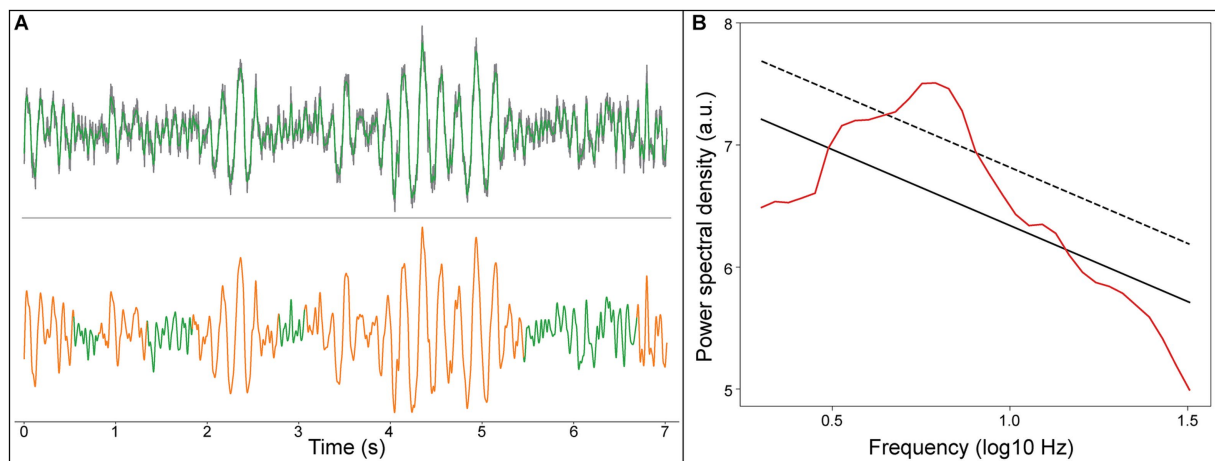 A
0 1 2 3 4 5 6 7
Time (s)
B
8
7
6
5
Power spectral density (a.u.)
0.5 1.0 1.5
Frequency (log10 Hz)